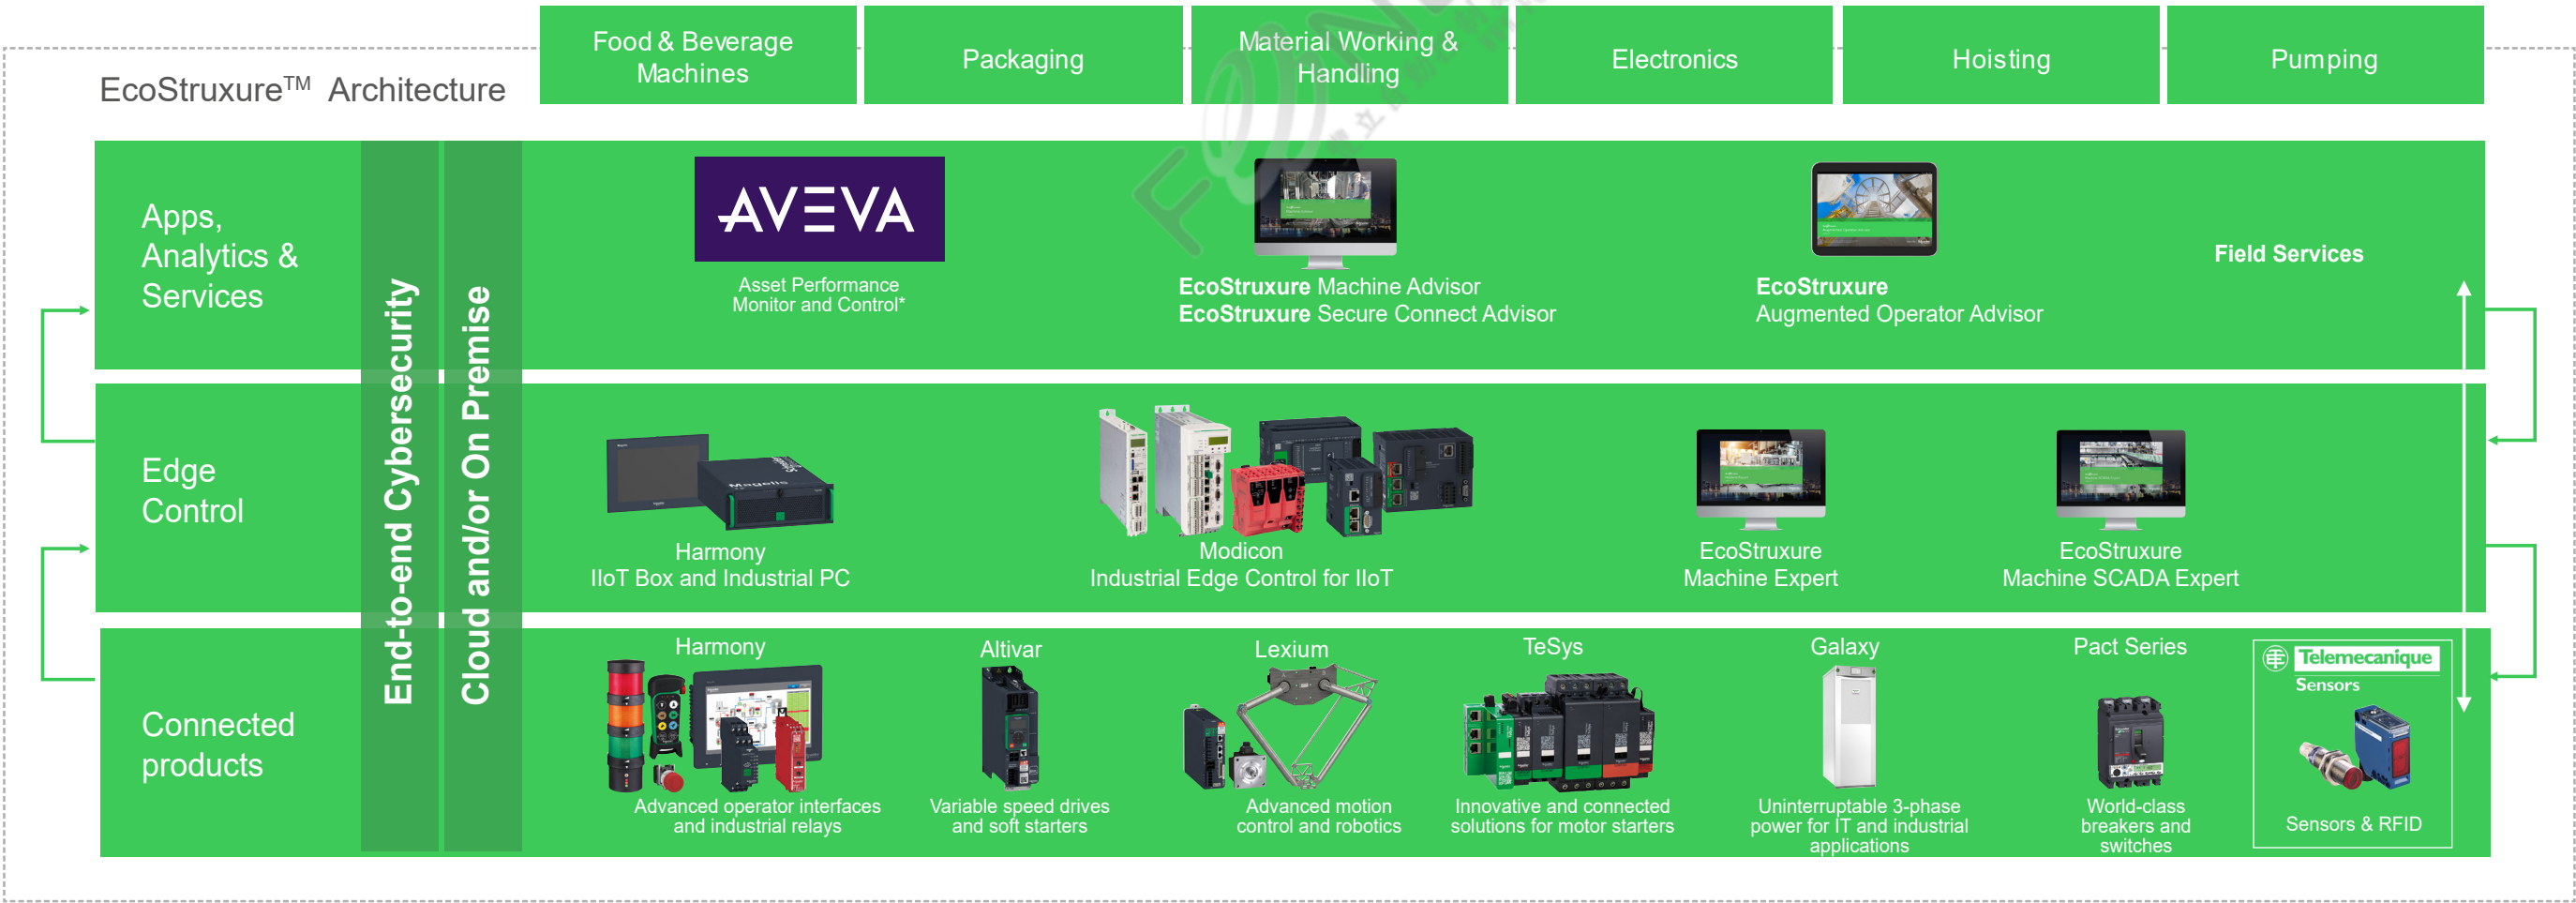 Food & Beverage
Machines
Packaging
Material Working &
Handling
Electronics
Hoisting
Pumping
EcoStruxure™ Architecture
Apps,
Analytics &
Services
End-to-end Cybersecurity
Cloud and/or On Premise
AVEVA
Asset Performance
Monitor and Control*
EcoStruxure Machine Advisor
EcoStruxure Secure Connect Advisor
EcoStruxure
Augmented Operator Advisor
Field Services
Edge
Control
Magelis
Harmony
IIoT Box and Industrial PC
Modicon
Industrial Edge Control for IIoT
EcoStruxure
Machine Expert
EcoStruxure
Machine SCADA Expert
Connected
products
Harmony
Advanced operator interfaces
and industrial relays
Altivar
Variable speed drives
and soft starters
Lexium
Advanced motion
control and robotics
TeSys
Innovative and connected
solutions for motor starters
Galaxy
Uninterruptable 3-phase
power for IT and industrial
applications
Pact Series
World-class
breakers and
switches
Telemecanique
Sensors
Sensors & RFID